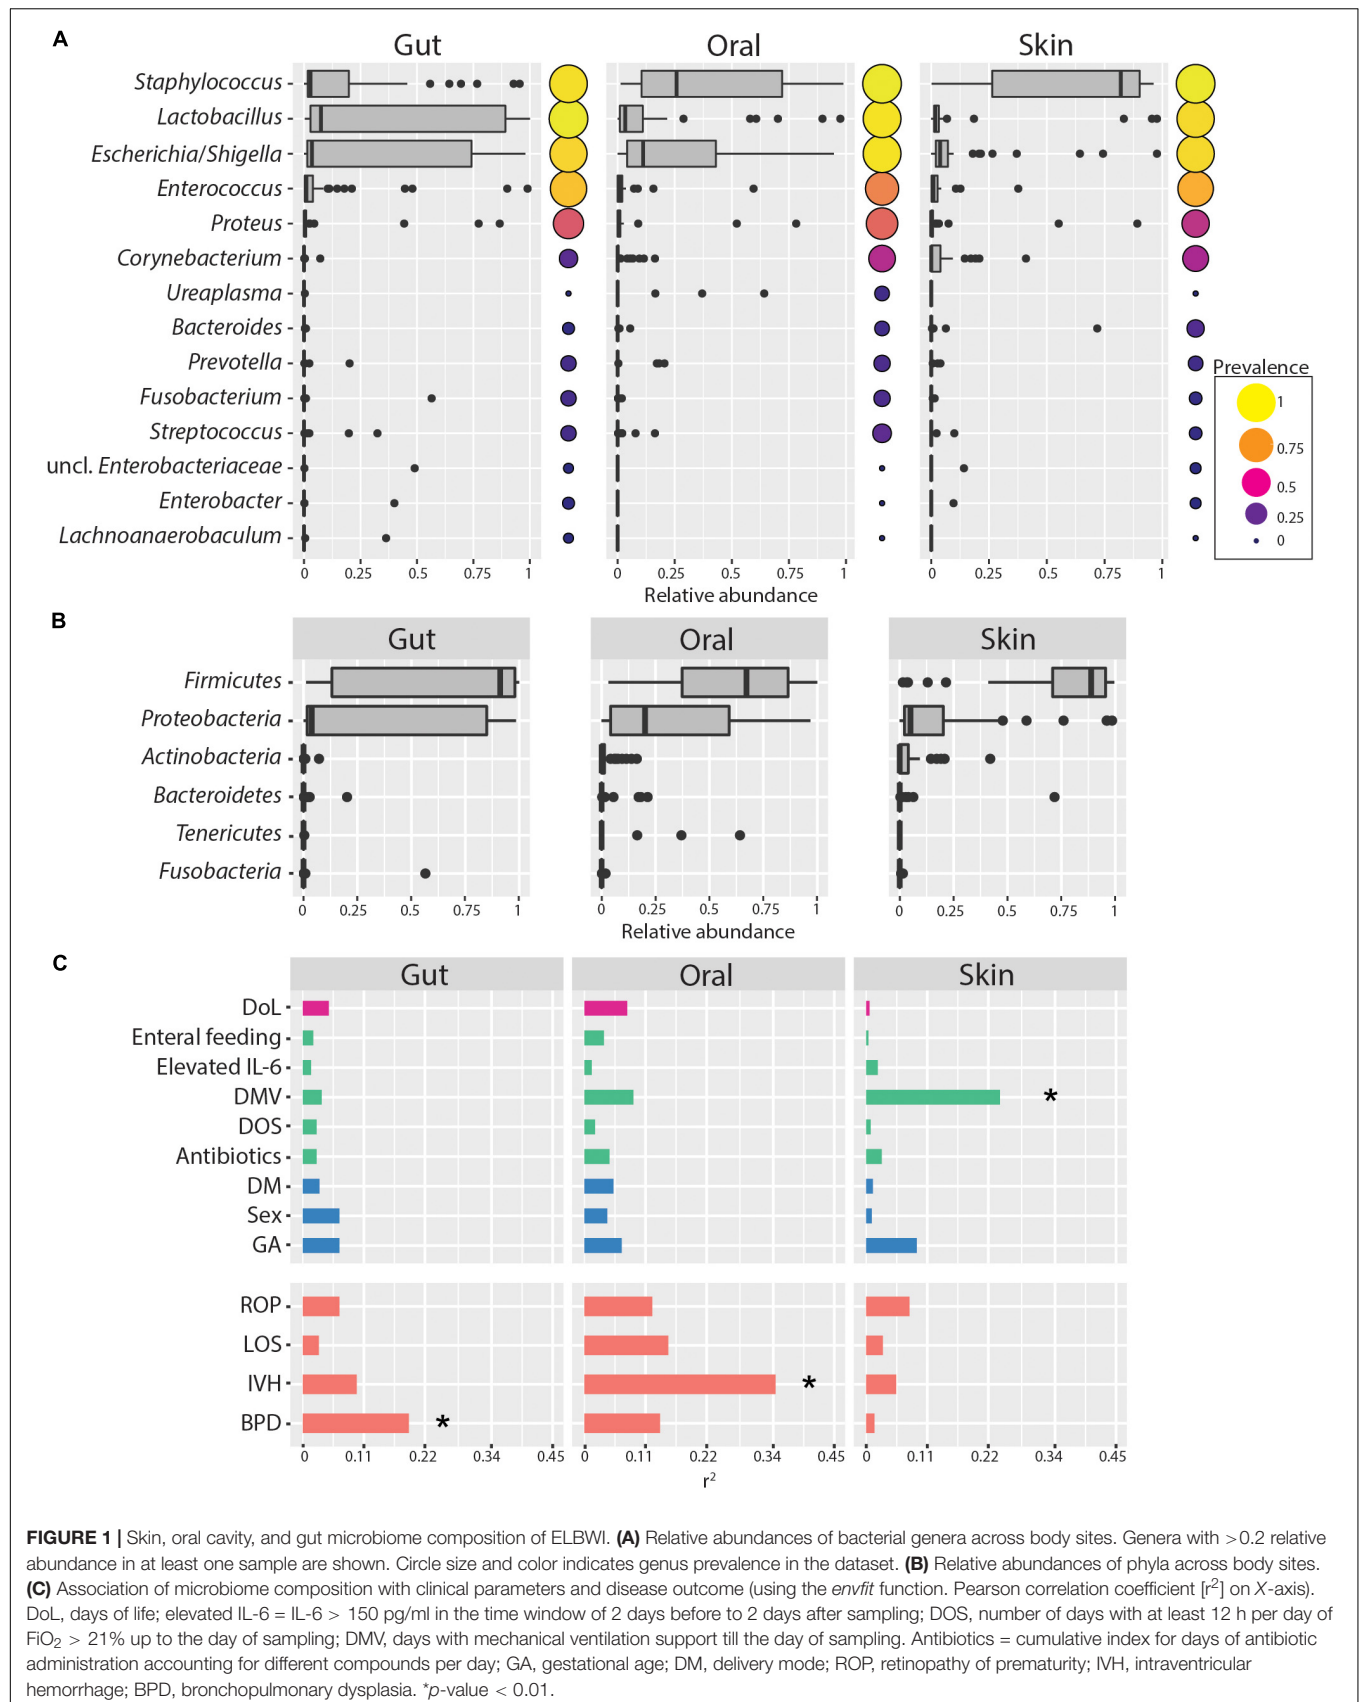 A
Gut Oral Skin
Staphylococcus
Lactobacillus
Escherichia/Shigella
Enterococcus
Proteus
Corynebacterium
Ureaplasma
Bacteroides
Prevotella
Fusobacterium
Streptococcus
uncl. Enterobacteriaceae
Enterobacter
Lachnoanaerobaculum
Prevalence
1
0.75
0.5
0.25
0
0 0.25 0.5 0.75 1 0 0.25 0.5 0.75 1 0 0.25 0.5 0.75 1
Relative abundance
B
Gut Oral Skin
Firmicutes
Proteobacteria
Actinobacteria
Bacteroidetes
Tenericutes
Fusobacteria
0 0.25 0.5 0.75 1 0 0.25 0.5 0.75 1 0 0.25 0.5 0.75 1
Relative abundance
C
Gut Oral Skin
DoL
Enteral feeding
Elevated IL-6
DMV *
DOS
Antibiotics
DM
Sex
GA
ROP
LOS
IVH *
BPD *
0 0.11 0.22 0.34 0.45 0 0.11 0.22 0.34 0.45 0 0.11 0.22 0.34 0.45
r²
FIGURE 1 | Skin, oral cavity, and gut microbiome composition of ELBWI. (A) Relative abundances of bacterial genera across body sites. Genera with >0.2 relative
abundance in at least one sample are shown. Circle size and color indicates genus prevalence in the dataset. (B) Relative abundances of phyla across body sites.
(C) Association of microbiome composition with clinical parameters and disease outcome (using the envfit function. Pearson correlation coefficient [r²] on X-axis).
DoL, days of life; elevated IL-6 = IL-6 > 150 pg/ml in the time window of 2 days before to 2 days after sampling; DOS, number of days with at least 12 h per day of
FiO₂ > 21% up to the day of sampling; DMV, days with mechanical ventilation support till the day of sampling. Antibiotics = cumulative index for days of antibiotic
administration accounting for different compounds per day; GA, gestational age; DM, delivery mode; ROP, retinopathy of prematurity; IVH, intraventricular
hemorrhage; BPD, bronchopulmonary dysplasia. *p-value < 0.01.